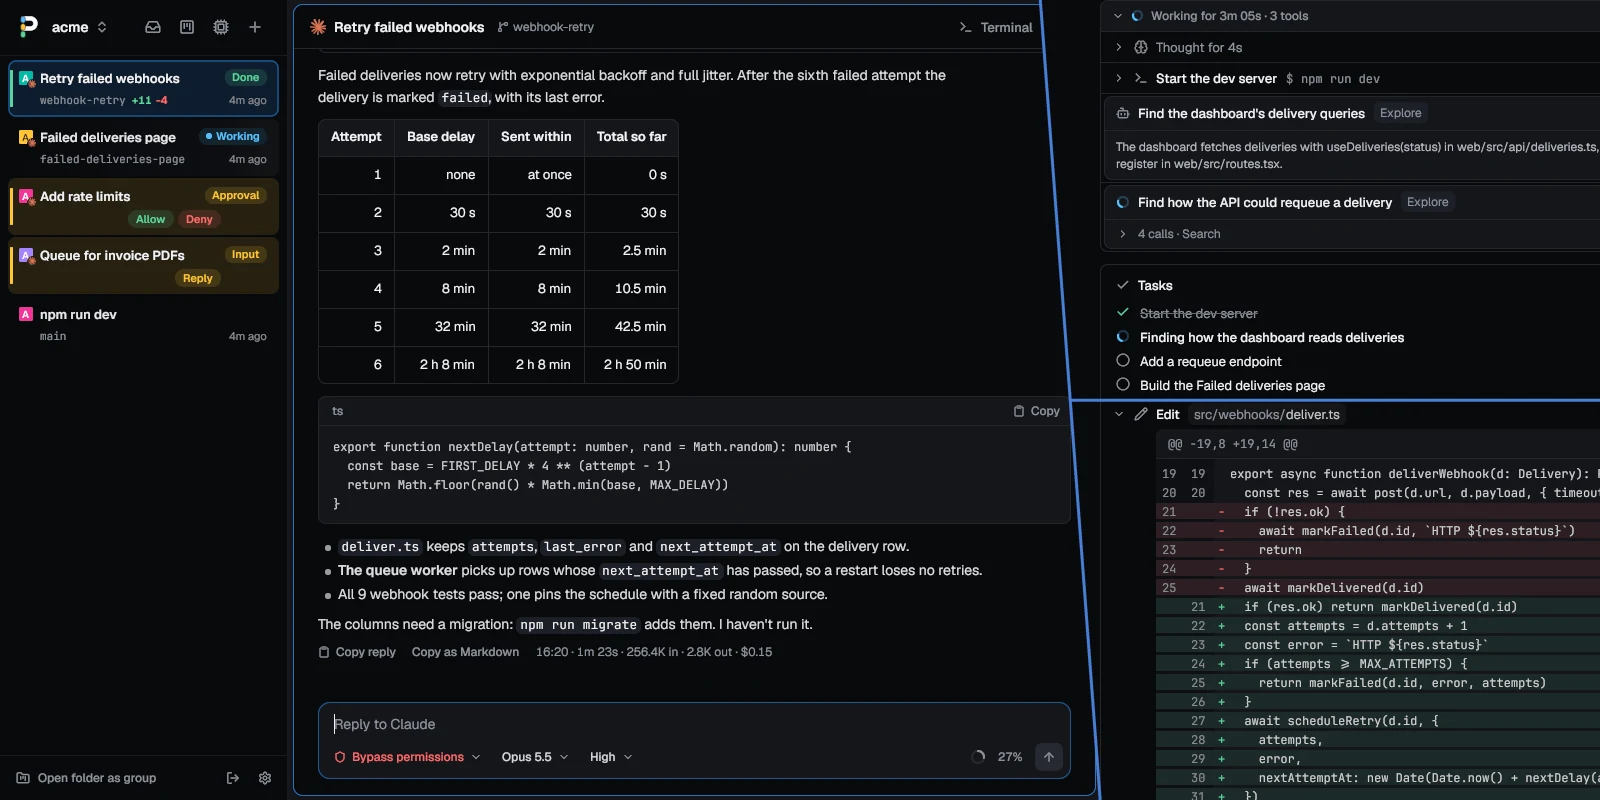 acme
Retry failed webhooks
Done
webhook-retry +11 -4
4m ago
Failed deliveries page
Working
failed-deliveries-page
4m ago
Add rate limits
Approval
Allow
Deny
Queue for invoice PDFs
Input
Reply
npm run dev
main
4m ago
Open folder as group
Retry failed webhooks
webhook-retry
Terminal
Failed deliveries now retry with exponential backoff and full jitter. After the sixth failed attempt the
delivery is marked failed, with its last error.
Attempt Base delay Sent within Total so far
1 none at once 0 s
2 30 s 30 s 30 s
3 2 min 2 min 2.5 min
4 8 min 8 min 10.5 min
5 32 min 32 min 42.5 min
6 2 h 8 min 2 h 8 min 2 h 50 min
ts
Copy
export function nextDelay(attempt: number, rand = Math.random): number {
const base = FIRST_DELAY * 4 ** (attempt - 1)
return Math.floor(rand() * Math.min(base, MAX_DELAY))
}
deliver.ts keeps attempts, last_error and next_attempt_at on the delivery row.
The queue worker picks up rows whose next_attempt_at has passed, so a restart loses no retries.
All 9 webhook tests pass; one pins the schedule with a fixed random source.
The columns need a migration: npm run migrate adds them. I haven't run it.
Copy reply Copy as Markdown 16:20 · 1m 23s · 256.4K in · 2.8K out · $0.15
Reply to Claude
Bypass permissions Opus 5.5 High
27%
Working for 3m 05s · 3 tools
Thought for 4s
Start the dev server $ npm run dev
Find the dashboard's delivery queries Explore
The dashboard fetches deliveries with useDeliveries(status) in web/src/api/deliveries.ts,
register in web/src/routes.tsx.
Find how the API could requeue a delivery Explore
4 calls · Search
Tasks
Start the dev server
Finding how the dashboard reads deliveries
Add a requeue endpoint
Build the Failed deliveries page
Edit src/webhooks/deliver.ts
@@ -19,8 +19,14 @@
19 19 export async function deliverWebhook(d: Delivery):
20 20 const res = await post(d.url, d.payload, { timeout
21 - if (!res.ok) {
22 - await markFailed(d.id, `HTTP ${res.status}`)
23 - return
24 - }
25 - await markDelivered(d.id)
21 + if (res.ok) return markDelivered(d.id)
22 + const attempts = d.attempts + 1
23 + const error = `HTTP ${res.status}`
24 + if (attempts >= MAX_ATTEMPTS) {
25 + return markFailed(d.id, error, attempts)
26 + }
27 + await scheduleRetry(d.id, {
28 + attempts,
29 + error,
30 + nextAttemptAt: new Date(Date.now() + nextDelay(
31 + })